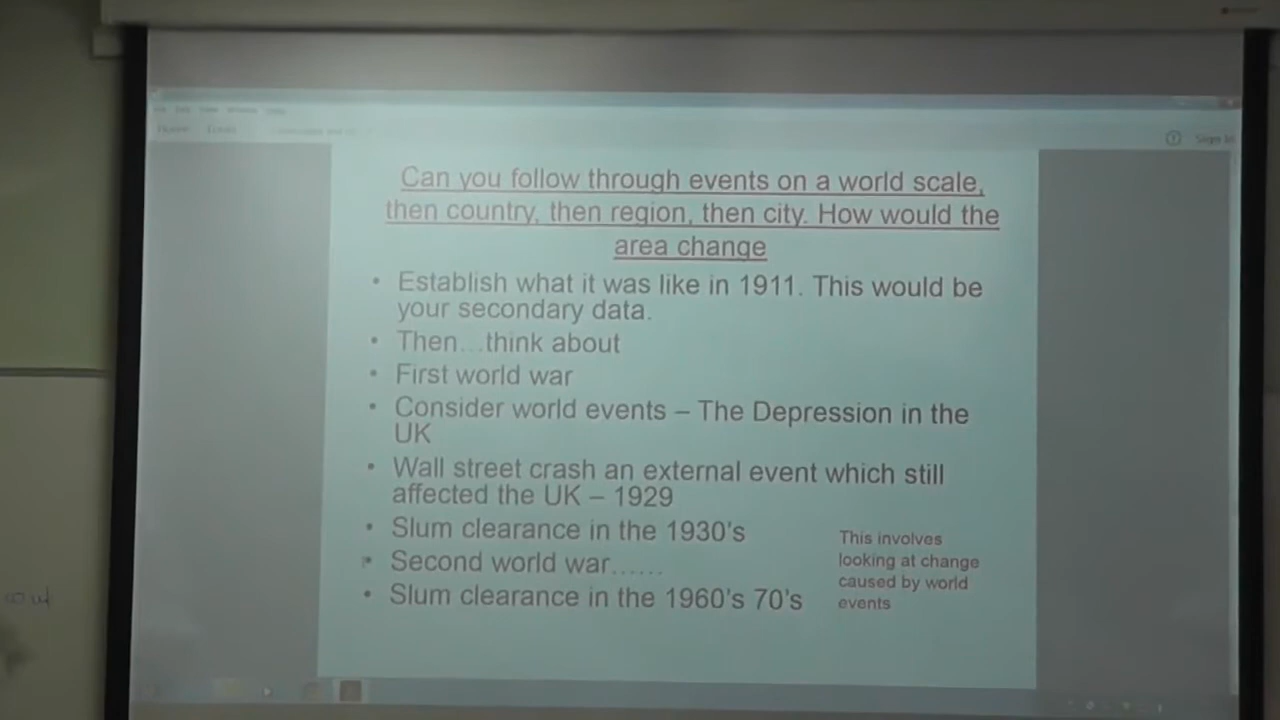 Sign In
Can you follow through events on a world scale,
then country, then region, then city. How would the
area change
• Establish what it was like in 1911. This would be
your secondary data.
• Then...think about
• First world war
• Consider world events – The Depression in the
UK
• Wall street crash an external event which still
affected the UK – 1929
• Slum clearance in the 1930's
• Second world war......
• Slum clearance in the 1960's 70's
This involves
looking at change
caused by world
events